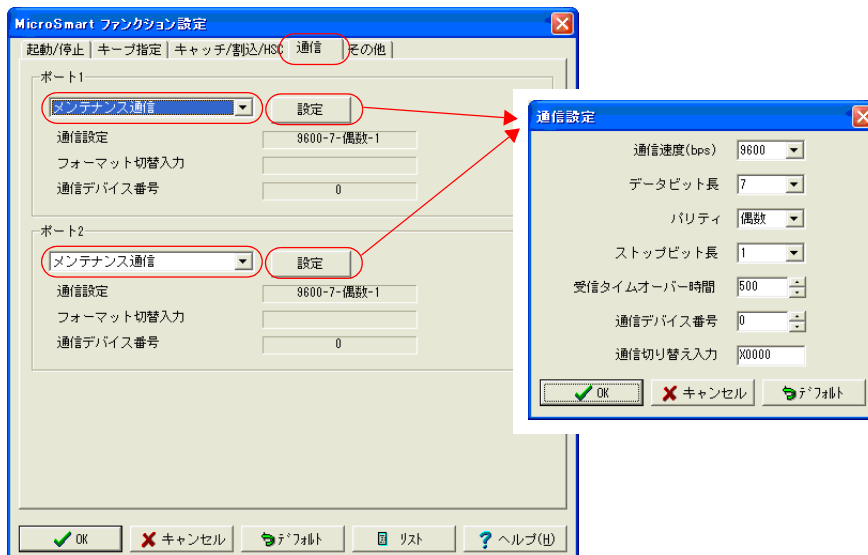 MicroSmart ファンクション設定
起動/停止 キープ指定 キャッチ/割込/HSC 通信 その他
ポート1
メンテナンス通信 設定
通信設定 9600-7-偶数-1
フォーマット切替入力
通信デバイス番号 0
ポート2
メンテナンス通信 設定
通信設定 9600-7-偶数-1
フォーマット切替入力
通信デバイス番号 0
OK キャンセル デフォルト リスト ヘルプ(H)
通信設定
通信速度(bps) 9600
データビット長 7
パリティ 偶数
ストップビット長 1
受信タイムオーバー時間 500
通信デバイス番号 0
通信切り替え入力 X0000
OK キャンセル デフォルト